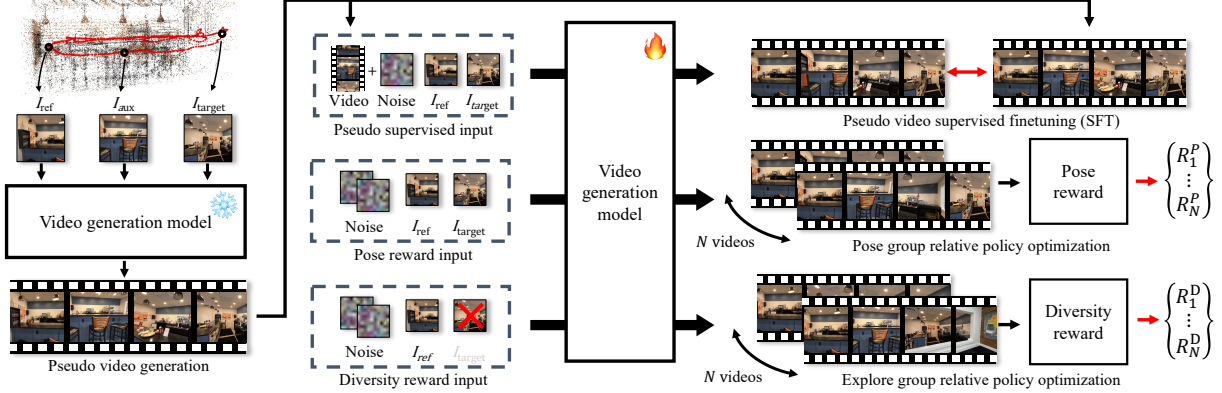 I_ref
I_aux
I_target
Video generation model
Pseudo video generation
Video
+
Noise
I_ref
I_target
Pseudo supervised input
Noise
I_ref
I_target
Pose reward input
Noise
I_ref
I_target
Diversity reward input
Video
generation
model
Pseudo video supervised finetuning (SFT)
N videos
Pose
reward
R_1^P
⋮
R_N^P
Pose group relative policy optimization
N videos
Diversity
reward
R_1^D
⋮
R_N^D
Explore group relative policy optimization